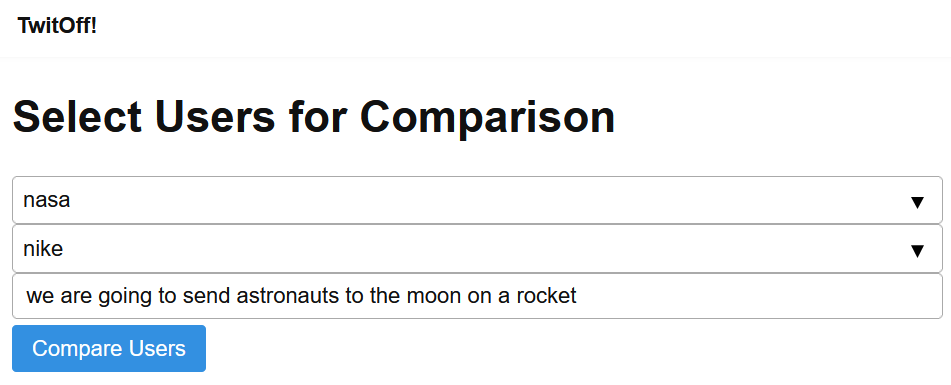 TwitOff!
Select Users for Comparison
nasa
nike
we are going to send astronauts to the moon on a rocket
Compare Users